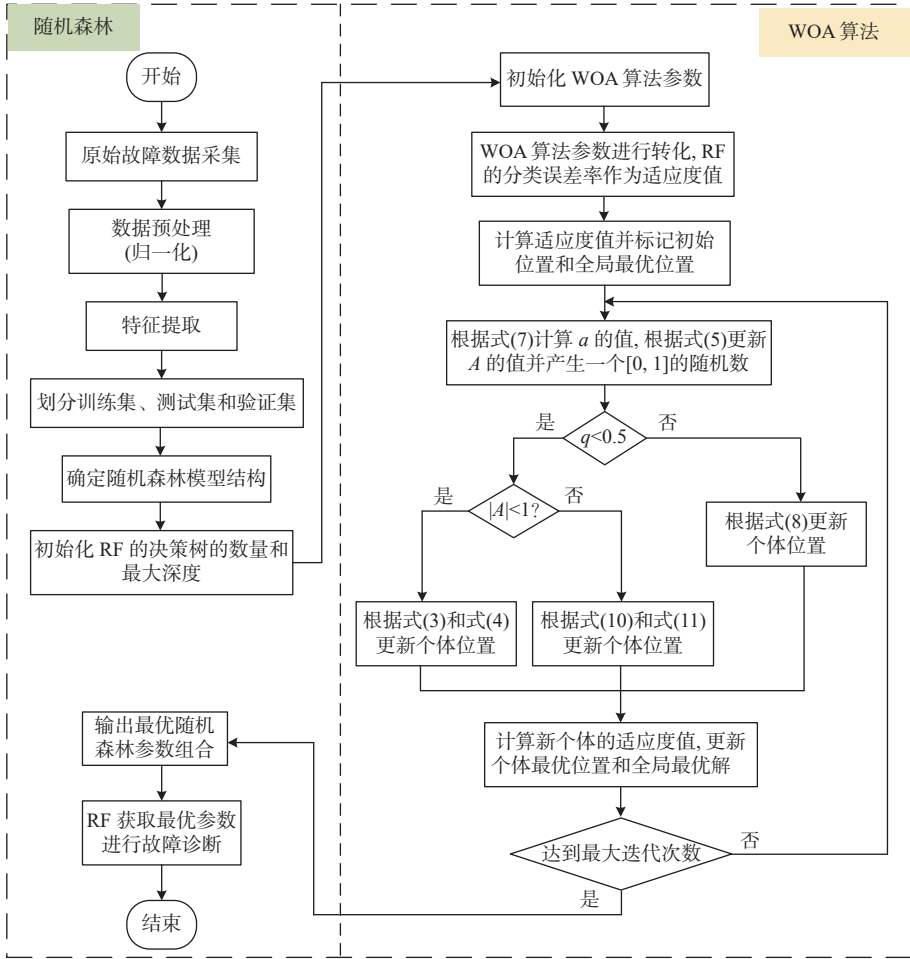 随机森林
开始
原始故障数据采集
数据预处理
(归一化)
特征提取
划分训练集、测试集和验证集
确定随机森林模型结构
初始化 RF 的决策树的数量和
最大深度
输出最优随机
森林参数组合
RF 获取最优参数
进行故障诊断
结束
WOA 算法
初始化 WOA 算法参数
WOA 算法参数进行转化, RF
的分类误差率作为适应度值
计算适应度值并标记初始
位置和全局最优位置
根据式(7)计算 a 的值, 根据式(5)更新
A 的值并产生一个[0, 1]的随机数
是
q<0.5
否
是
|A|<1?
否
根据式(8)更新
个体位置
根据式(3)和式(4)
更新个体位置
根据式(10)和式(11)
更新个体位置
计算新个体的适应度值, 更新
个体最优位置和全局最优解
达到最大迭代次数
否
是